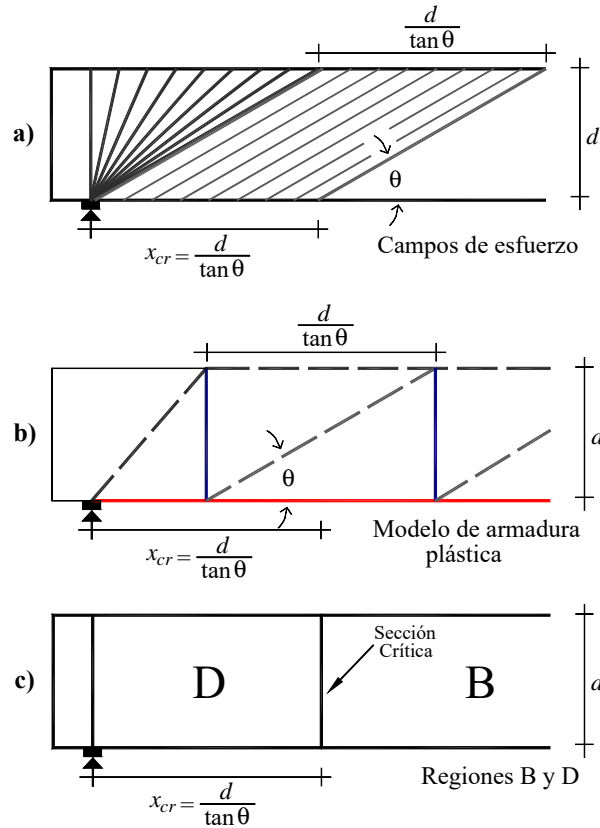 d
tanθ
a)
d
θ
x_cr = d
tanθ
Campos de esfuerzo
d
tanθ
b)
d
θ
x_cr = d
tanθ
Modelo de armadura
plástica
Sección
Crítica
c)
D
B
d
x_cr = d
tanθ
Regiones B y D